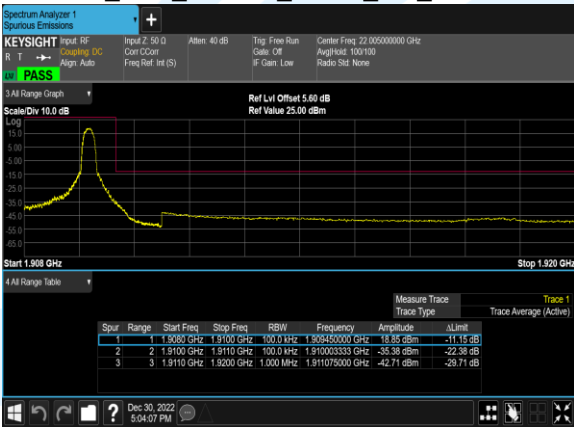 Spectrum Analyzer 1
Spurious Emissions
+
KEYSIGHT Input: RF Input Z: 50 Ω Atten: 40 dB Trig: Free Run Center Freq: 22.005000000 GHz
R T Coupling: DC Corr CCorr Gate: Off Avg|Hold: 100/100
Align: Auto Freq Ref: Int (S) IF Gain: Low Radio Std: None
PASS
3 All Range Graph
Ref Lvl Offset 5.60 dB
Scale/Div 10.0 dB Ref Value 25.00 dBm
Log
15.0
5.00
-5.00
-15.0
-25.0
-35.0
-45.0
-55.0
-65.0
Start 1.908 GHz Stop 1.920 GHz
4 All Range Table
Measure Trace Trace 1
Trace Type Trace Average (Active)
Spur Range Start Freq Stop Freq RBW Frequency Amplitude ΔLimit
1 1 1.9080 GHz 1.9100 GHz 100.0 kHz 1.909450000 GHz 18.85 dBm -11.15 dB
2 2 1.9100 GHz 1.9110 GHz 100.0 kHz 1.910003333 GHz -35.38 dBm -22.38 dB
3 3 1.9110 GHz 1.9200 GHz 1.000 MHz 1.911075000 GHz -42.71 dBm -29.71 dB
? Dec 30, 2022
5:04:07 PM